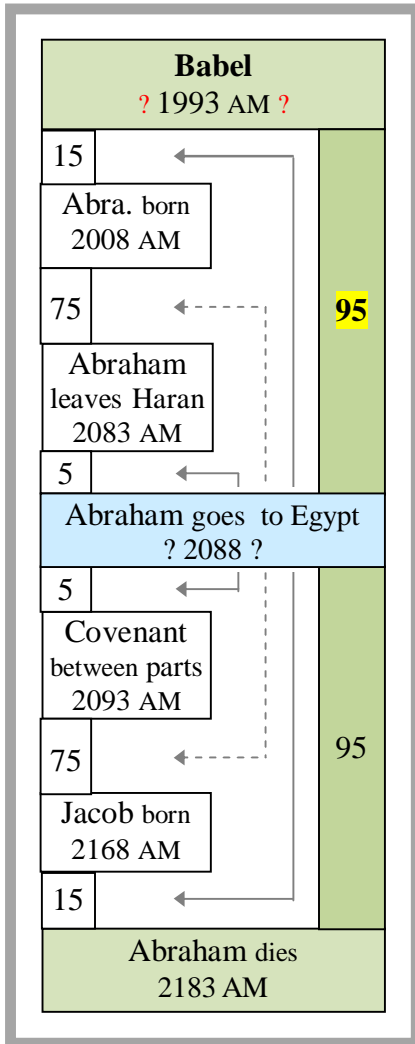 Babel
? 1993 AM ?
15
Abra. born
2008 AM
75
95
Abraham
leaves Haran
2083 AM
5
Abraham goes to Egypt
? 2088 ?
5
Covenant
between parts
2093 AM
75
95
Jacob born
2168 AM
15
Abraham dies
2183 AM